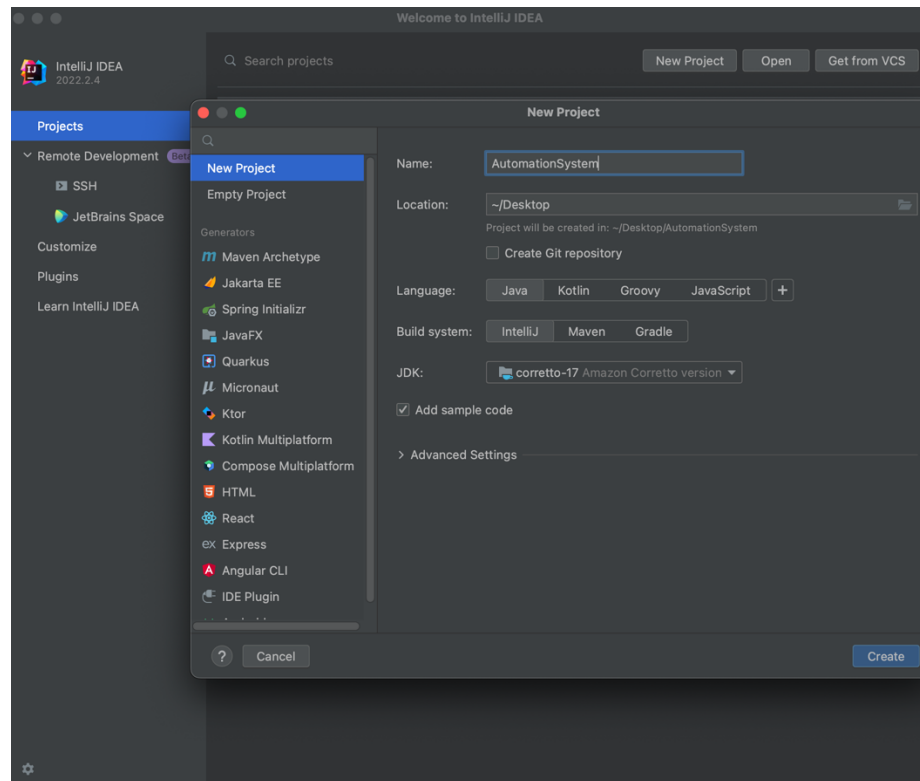 Welcome to IntelliJ IDEA
IntelliJ IDEA
2022.2.4
Search projects
New Project
Open
Get from VCS
Projects
Remote Development
SSH
JetBrains Space
Customize
Plugins
Learn IntelliJ IDEA
New Project
New Project
Empty Project
Generators
Maven Archetype
Jakarta EE
Spring Initializr
JavaFX
Quarkus
Micronaut
Ktor
Kotlin Multiplatform
Compose Multiplatform
HTML
React
ex Express
Angular CLI
IDE Plugin
Name: AutomationSystem
Location: ~/Desktop
Project will be created in: ~/Desktop/AutomationSystem
Create Git repository
Language: Java Kotlin Groovy JavaScript +
Build system: IntelliJ Maven Gradle
JDK: corretto-17 Amazon Corretto version
Add sample code
Advanced Settings
? Cancel
Create